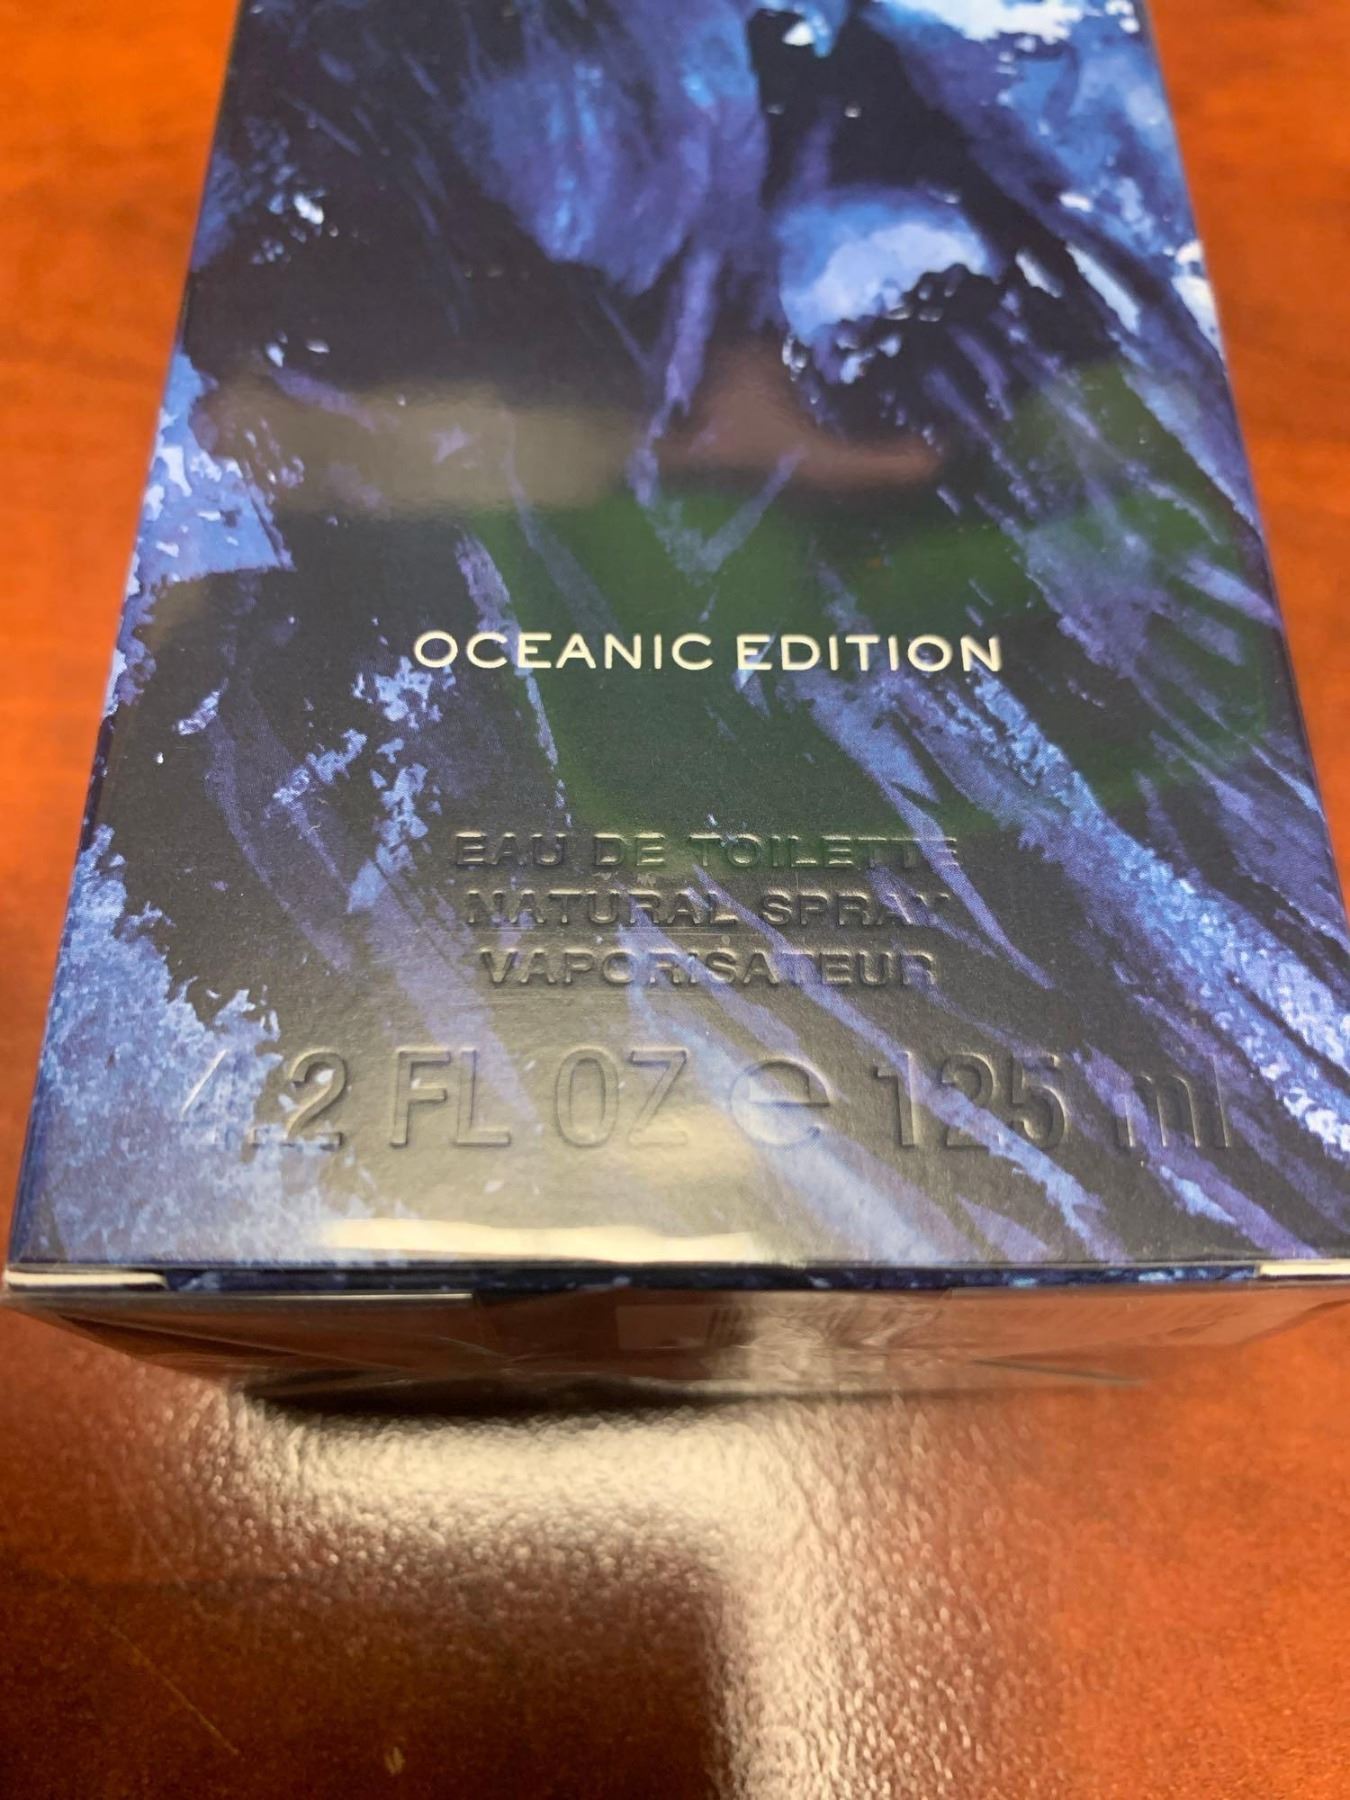 OCEANIC EDITION
EAU DE TOILETTE
NATURAL SPRAY
VAPORISATEUR
4.2 FL OZ e 125 ml